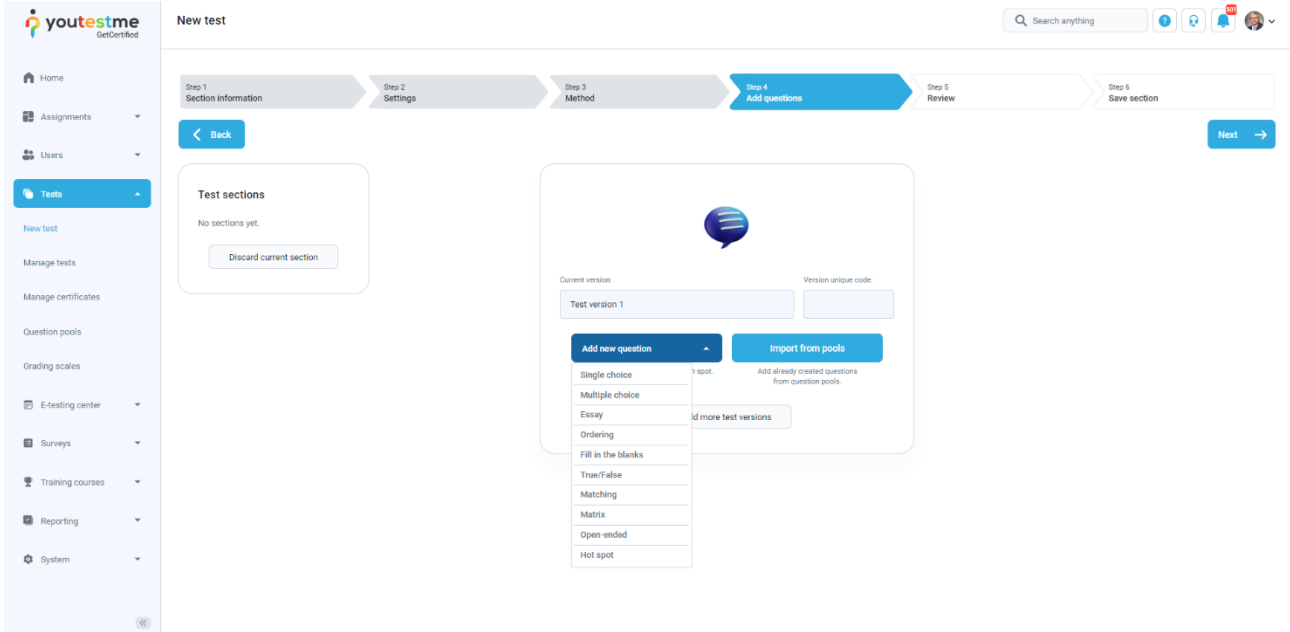 youtestme
GetCertified
New test
Search anything
?
501
Home
Assignments
Users
Tests
New test
Manage tests
Manage certificates
Question pools
Grading scales
E-testing center
Surveys
Training courses
Reporting
System
Step 1
Section information
Step 2
Settings
Step 3
Method
Step 4
Add questions
Step 5
Review
Step 6
Save section
Back
Next
Test sections
No sections yet.
Discard current section
Current version:
Version unique code:
Test version 1
Add new question
Import from pools
spot.
Add already created questions
from question pools.
more test versions
Single choice
Multiple choice
Essay
Ordering
Fill in the blanks
True/False
Matching
Matrix
Open-ended
Hot spot